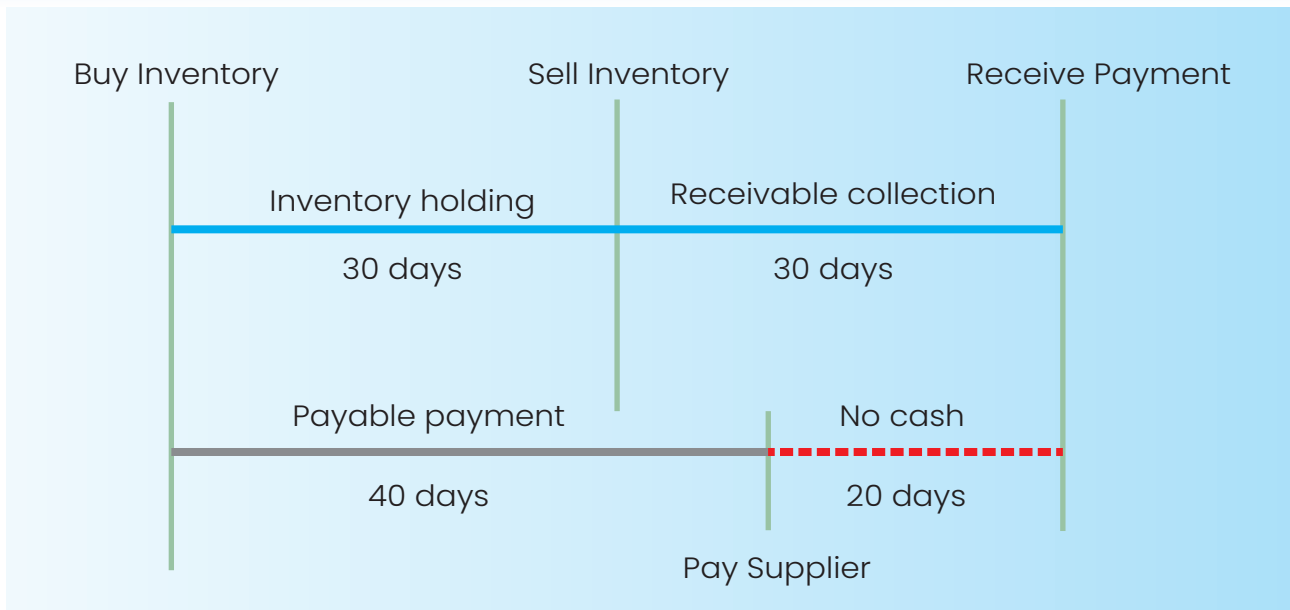 Buy Inventory
Sell Inventory
Receive Payment
Inventory holding
Receivable collection
30 days
30 days
Payable payment
No cash
40 days
20 days
Pay Supplier